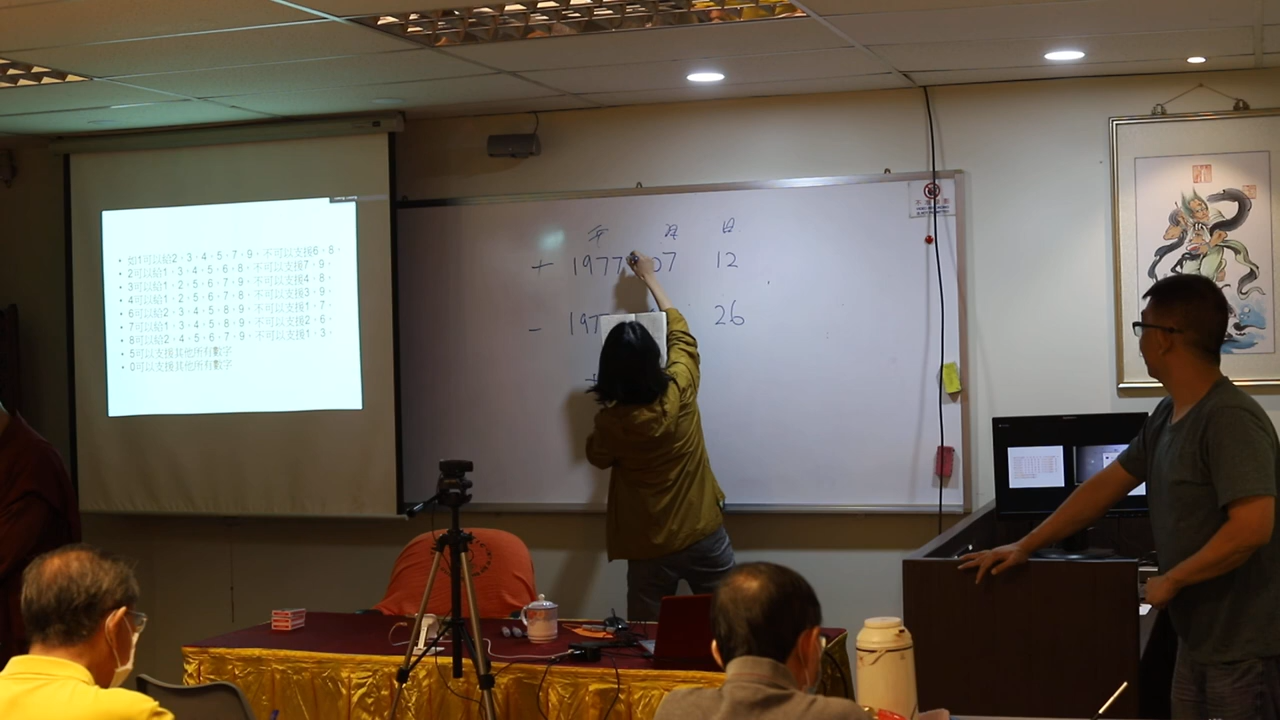 • 如1可以給2、3、4、5、7、9，不可以支援6、8。
• 2可以給1、3、4、5、6、8，不可以支援7、9。
• 3可以給1、2、5、6、7、8、9，不可以支援4、8。
• 4可以給1、2、5、6、7、8，不可以支援3、9。
• 6可以給2、3、4、5、8、9，不可以支援1、7。
• 7可以給1、3、4、5、8、9，不可以支援2、6。
• 8可以給2、4、5、6、7、9，不可以支援1、3。
• 5可以支援其他所有數字
• 0可以支援其他所有數字
年 月 日
+ 1977 07 12
- 197 26
+